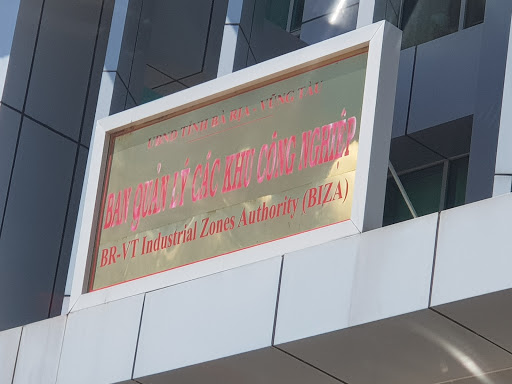 UBND TỈNH BÀ RỊA - VŨNG TÀU
BAN QUẢN LÝ CÁC KHU CÔNG NGHIỆP
BR-VT Industrial Zones Authority (BIZA)